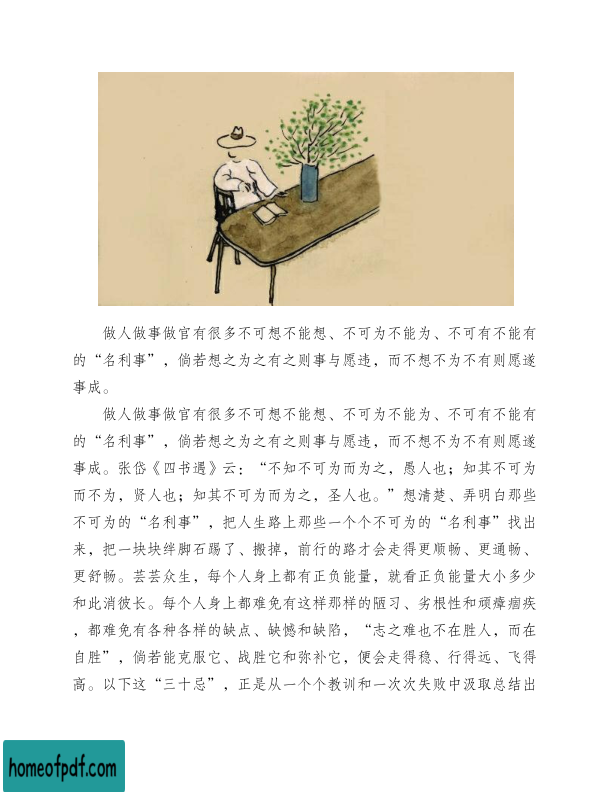 做人做事做官有很多不可想不能想、不可为不能为、不可有不能有
的“名利事”，倘若想之为之有之则事与愿违，而不想不为不有则愿遂
事成。
做人做事做官有很多不可想不能想、不可为不能为、不可有不能有
的“名利事”，倘若想之为之有之则事与愿违，而不想不为不有则愿遂
事成。张岱《四书遇》云：“不知不可为而为之，愚人也；知其不可为
而不为，贤人也；知其不可为而为之，圣人也。”想清楚、弄明白那些
不可为的“名利事”，把人生路上那些一个个不可为的“名利事”找出
来，把一块块绊脚石踢了、搬掉，前行的路才会走得更顺畅、更通畅、
更舒畅。芸芸众生，每个人身上都有正负能量，就看正负能量大小多少
和此消彼长。每个人身上都难免有这样那样的陋习、劣根性和顽瘴痼疾
，都难免有各种各样的缺点、缺憾和缺陷，“志之难也不在胜人，而在
自胜”，倘若能克服它、战胜它和弥补它，便会走得稳、行得远、飞得
高。以下这“三十忌”，正是从一个个教训和一次次失败中汲取总结出
homeofpdf.com